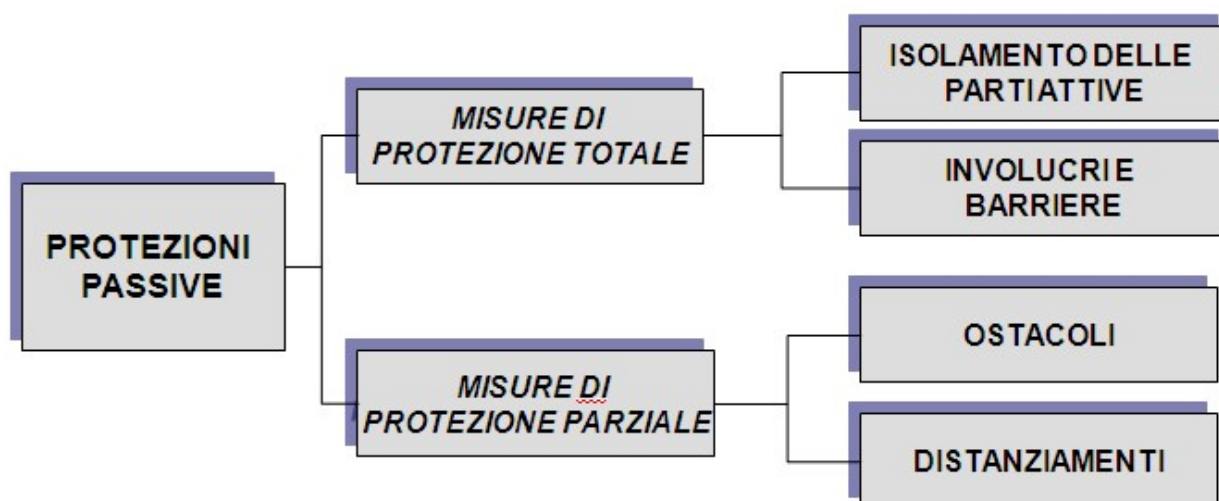 PROTEZIONI
PASSIVE
MISURE DI
PROTEZIONE TOTALE
ISOLAMENTO DELLE
PARTI ATTIVE
INVOLUCRI E
BARRIERE
MISURE DI
PROTEZIONE PARZIALE
OSTACOLI
DISTANZIAMENTI